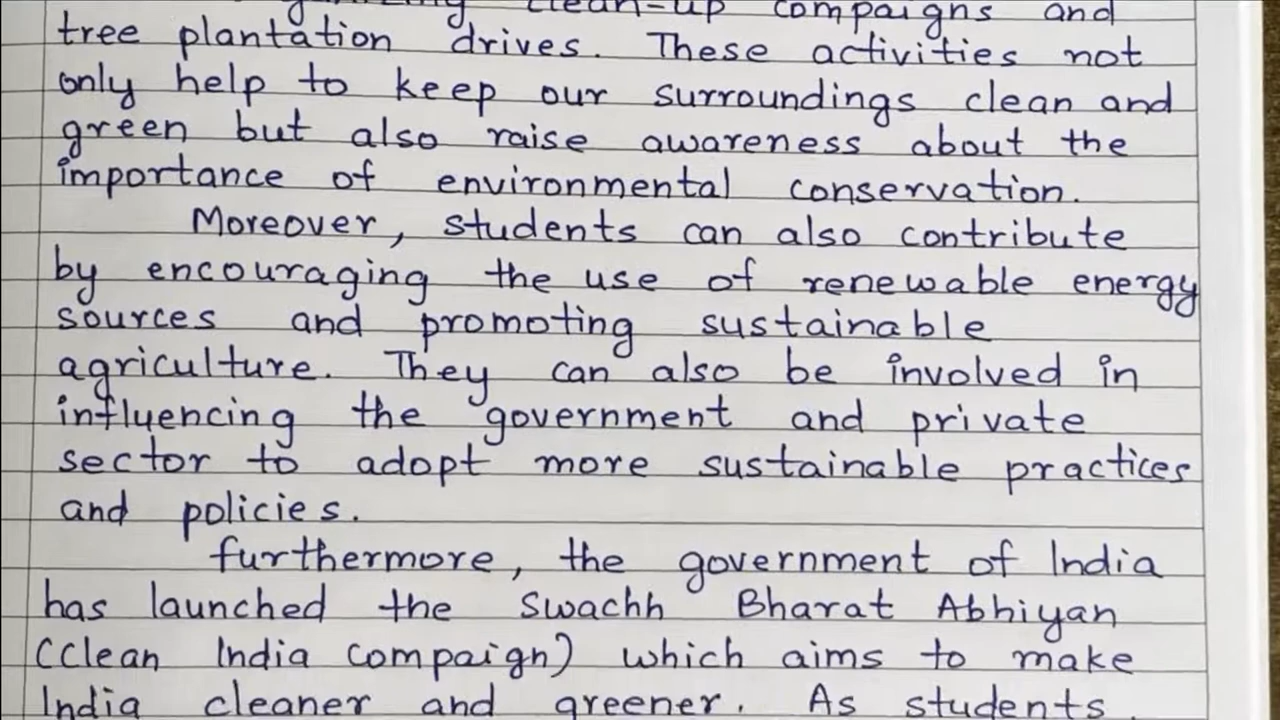 clean-up compaigns and
tree plantation drives. These activities not
only help to keep our surroundings clean and
green but also raise awareness about the
importance of environmental conservation.
Moreover, students can also contribute
by encouraging the use of renewable energy
sources and promoting sustainable
agriculture. They can also be involved in
influencing the government and private
sector to adopt more sustainable practices
and policies.
furthermore, the government of India
has launched the Swachh Bharat Abhiyan
(Clean India Compaign) which aims to make
India cleaner and greener. As students